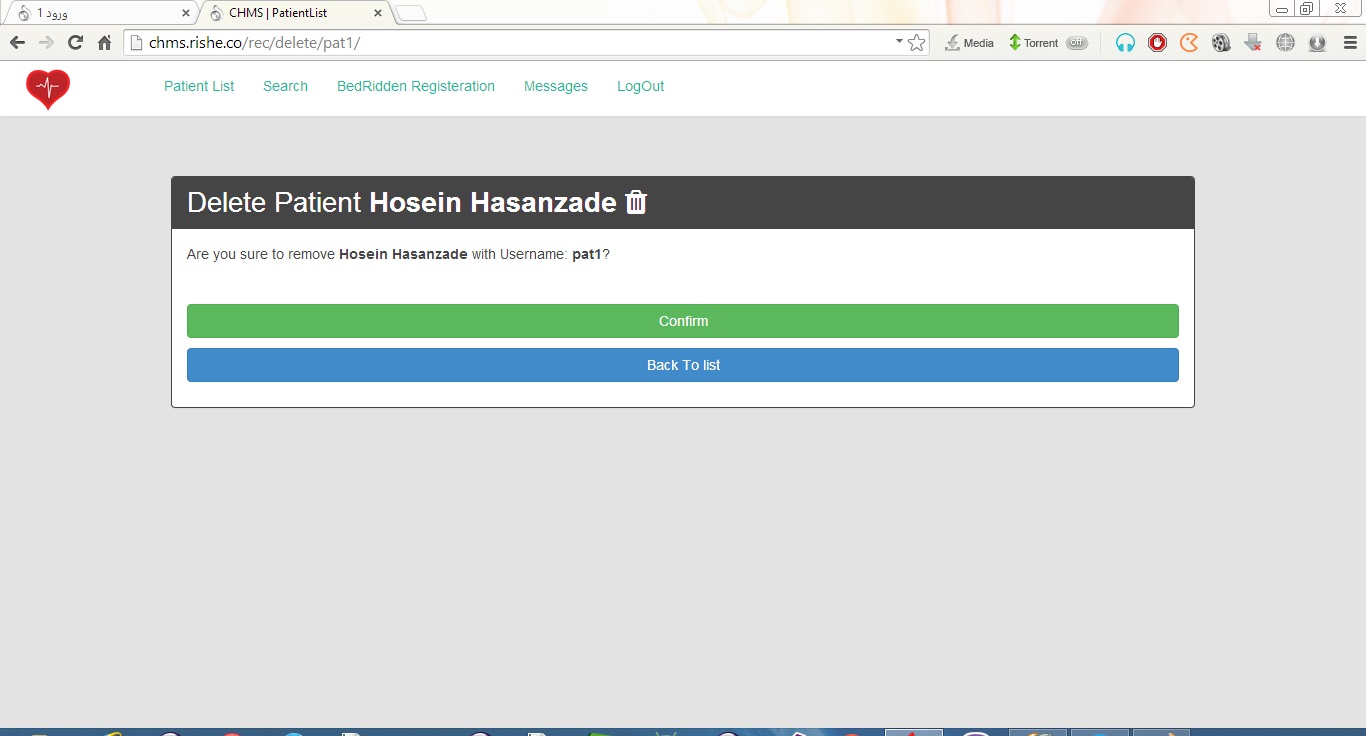 ورود 1
CHMS | PatientList
chms.rishe.co/rec/delete/pat1/
Media
Torrent
off
Patient List
Search
BedRidden Registeration
Messages
LogOut
Delete Patient Hosein Hasanzade
Are you sure to remove Hosein Hasanzade with Username: pat1?
Confirm
Back To list